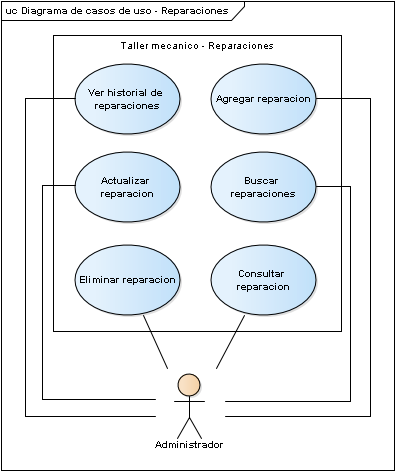 uc Diagrama de casos de uso - Reparaciones
Taller mecanico - Reparaciones
Ver historial de
reparaciones
Agregar reparacion
Actualizar
reparacion
Buscar
reparaciones
Eliminar reparacion
Consultar
reparacion
Administrador